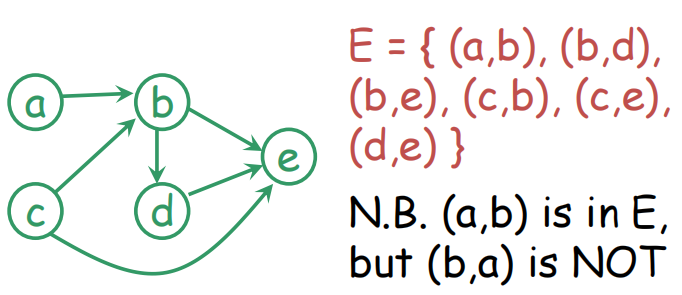 a
b
e
c
d
E = { (a,b), (b,d),
(b,e), (c,b), (c,e),
(d,e) }
N.B. (a,b) is in E,
but (b,a) is NOT